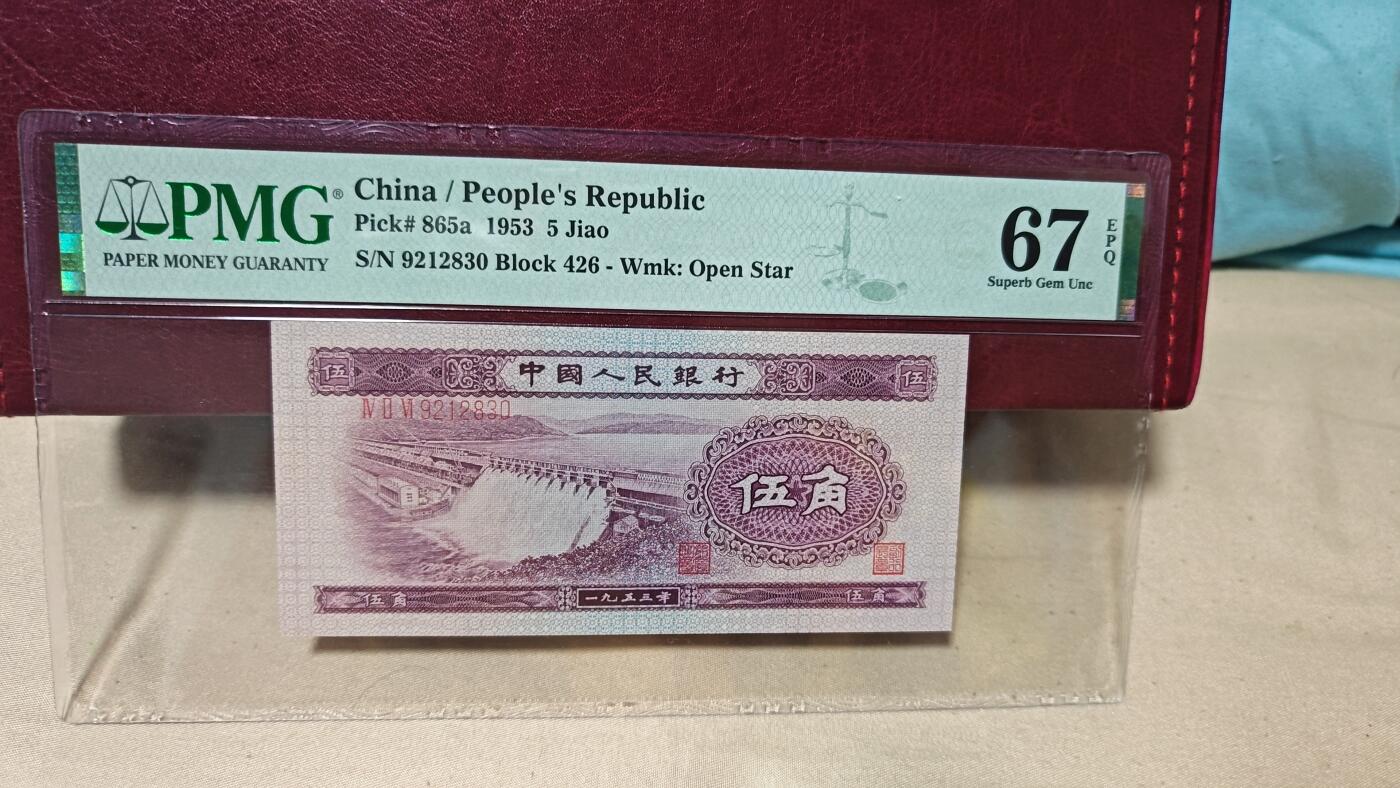 PMG®
PAPER MONEY GUARANTY
China / People's Republic
Pick# 865a 1953 5 Jiao
S/N 9212830 Block 426 - Wmk: Open Star
67
EPQ
Superb Gem Unc
伍 中國人民銀行 伍
Ⅳ Ⅱ Ⅵ 9212830
伍角
伍角 一九五三年 伍角